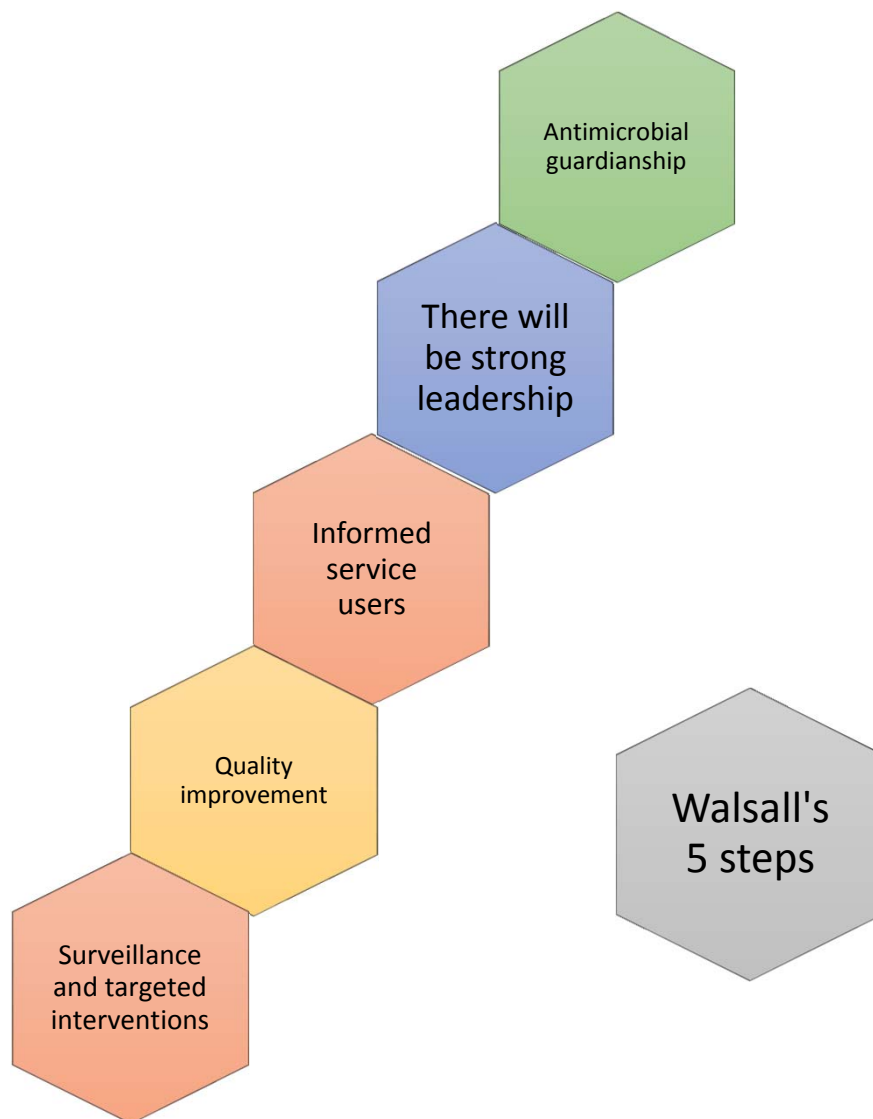 Antimicrobial
guardianship
There will
be strong
leadership
Informed
service
users
Quality
improvement
Walsall's
5 steps
Surveillance
and targeted
interventions